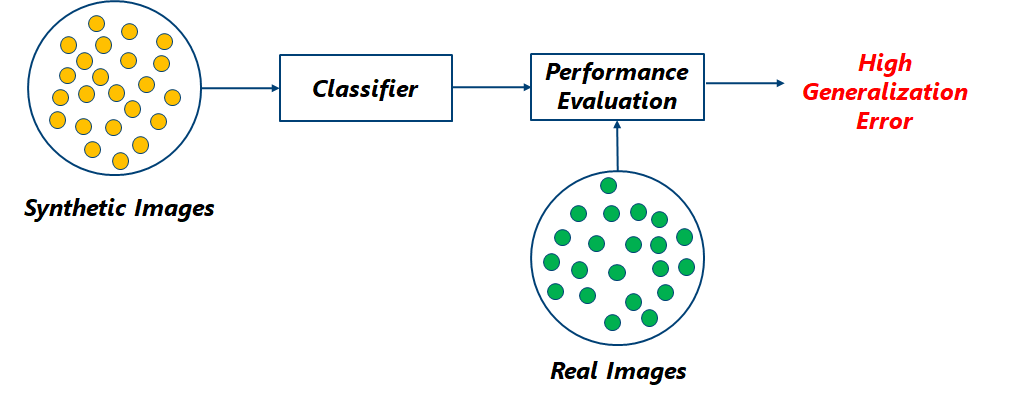 Synthetic Images
Classifier
Performance
Evaluation
High
Generalization
Error
Real Images